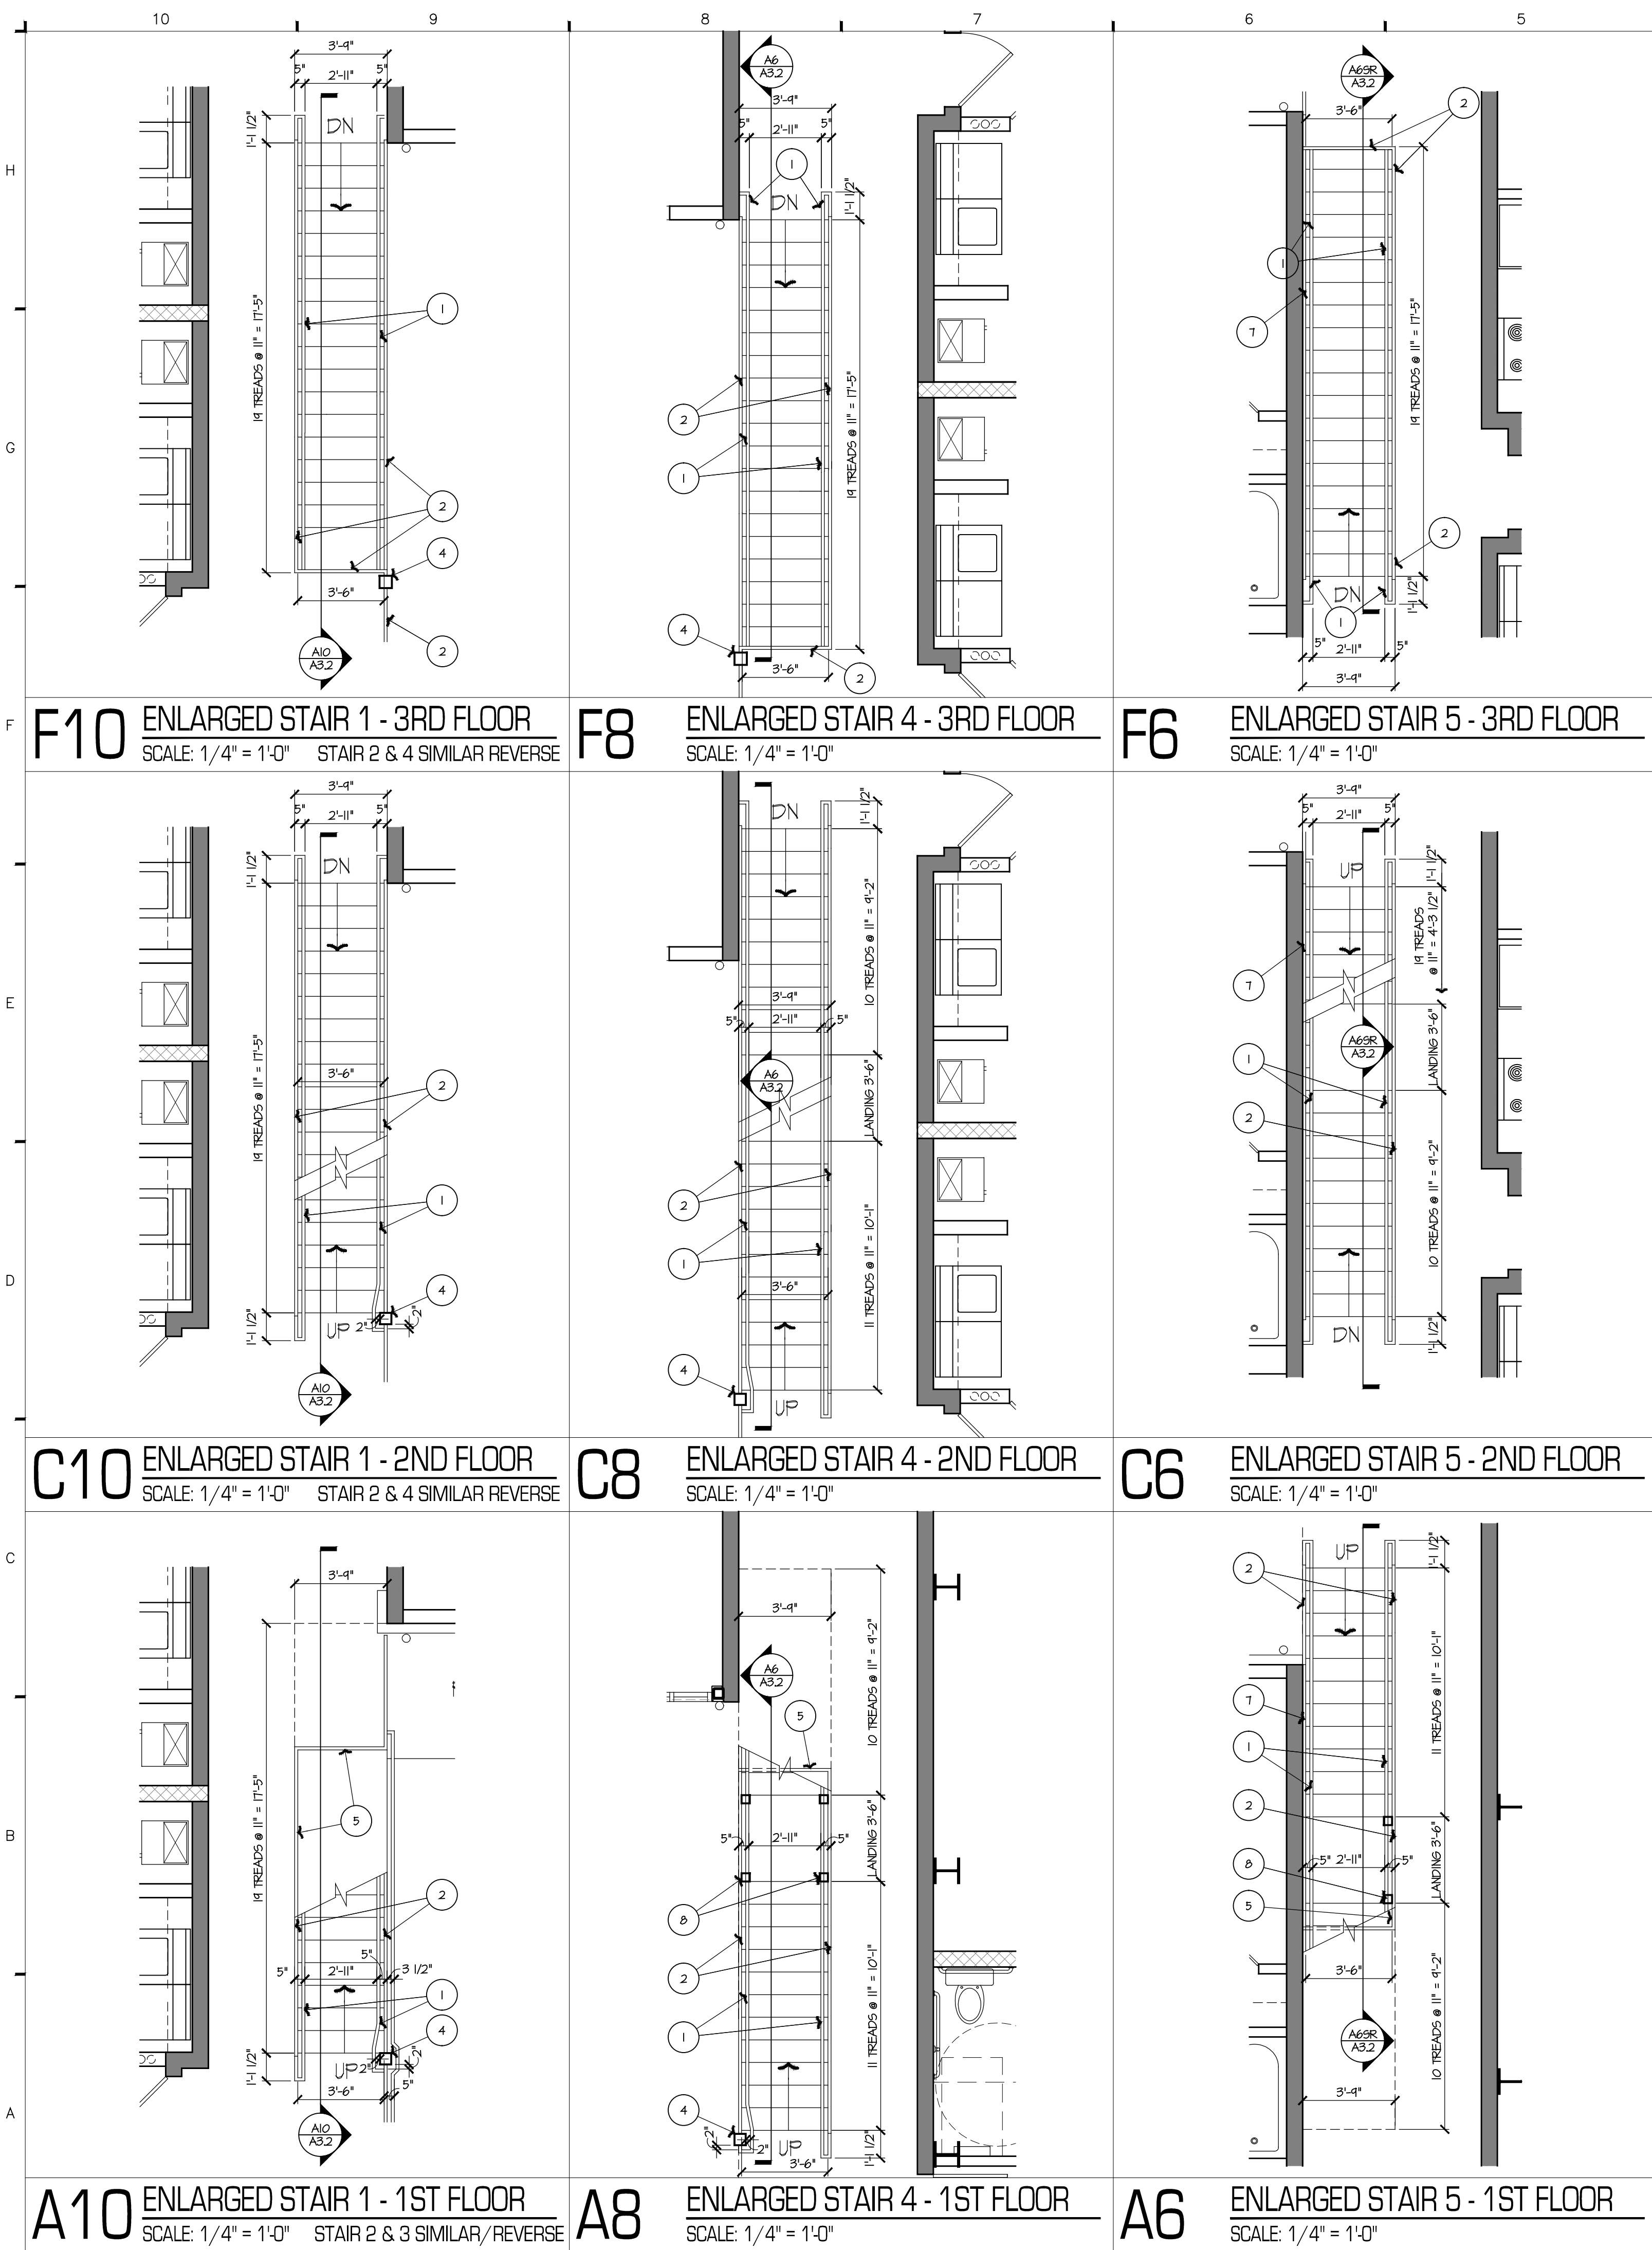 10
9
8
7
6
5
H
G
F
E
D
C
B
A
3'-9"
5"
2'-11"
5"
1'-1 1/2"
DN
19 TREADS @ 11" = 17'-5"
1
2
4
3'-6"
2
A10
A3.2
F10 ENLARGED STAIR 1 - 3RD FLOOR
SCALE: 1/4" = 1'-0" STAIR 2 & 4 SIMILAR REVERSE
A6
A3.2
3'-9"
5"
2'-11"
5"
1
DN
1'-1 1/2"
2
1
19 TREADS @ 11" = 17'-5"
4
3'-6"
2
F8 ENLARGED STAIR 4 - 3RD FLOOR
SCALE: 1/4" = 1'-0"
A6SR
A3.2
3'-6"
2
1
7
19 TREADS @ 11" = 17'-5"
2
DN
1'-1 1/2"
1
5"
2'-11"
5"
3'-9"
F6 ENLARGED STAIR 5 - 3RD FLOOR
SCALE: 1/4" = 1'-0"
3'-9"
5"
2'-11"
5"
1'-1 1/2"
DN
19 TREADS @ 11" = 17'-5"
3'-6"
2
1
4
1'-1 1/2"
UP
2"
2"
A10
A3.2
C10 ENLARGED STAIR 1 - 2ND FLOOR
SCALE: 1/4" = 1'-0" STAIR 2 & 4 SIMILAR REVERSE
DN
1'-1 1/2"
10 TREADS @ 11" = 9'-2"
3'-9"
5"
2'-11"
5"
A6
A3.2
LANDING 3'-6"
2
1
11 TREADS @ 11" = 10'-1"
3'-6"
4
UP
C8 ENLARGED STAIR 4 - 2ND FLOOR
SCALE: 1/4" = 1'-0"
3'-9"
5"
2'-11"
5"
UP
1'-1 1/2"
19 TREADS
@ 11" = 4'-3 1/2"
7
A6SR
A3.2
LANDING 3'-6"
1
2
10 TREADS @ 11" = 9'-2"
DN
1'-1 1/2"
C6 ENLARGED STAIR 5 - 2ND FLOOR
SCALE: 1/4" = 1'-0"
3'-9"
19 TREADS @ 11" = 17'-5"
5
2
5"
5"
2'-11"
3 1/2"
1
4
1'-1 1/2"
UP
2"
2"
3'-6"
5"
A10
A3.2
A10 ENLARGED STAIR 1 - 1ST FLOOR
SCALE: 1/4" = 1'-0" STAIR 2 & 3 SIMILAR/REVERSE
3'-9"
10 TREADS @ 11" = 9'-2"
A6
A3.2
5
5"
2'-11"
5"
LANDING 3'-6"
8
2
1
11 TREADS @ 11" = 10'-1"
4
2"
2"
UP
1'-1 1/2"
3'-6"
A8 ENLARGED STAIR 4 - 1ST FLOOR
SCALE: 1/4" = 1'-0"
UP
1'-1 1/2"
2
11 TREADS @ 11" = 10'-1"
7
1
2
8
5
5"
2'-11"
5"
LANDING 3'-6"
3'-6"
A6SR
A3.2
10 TREADS @ 11" = 9'-2"
3'-9"
A6 ENLARGED STAIR 5 - 1ST FLOOR
SCALE: 1/4" = 1'-0"